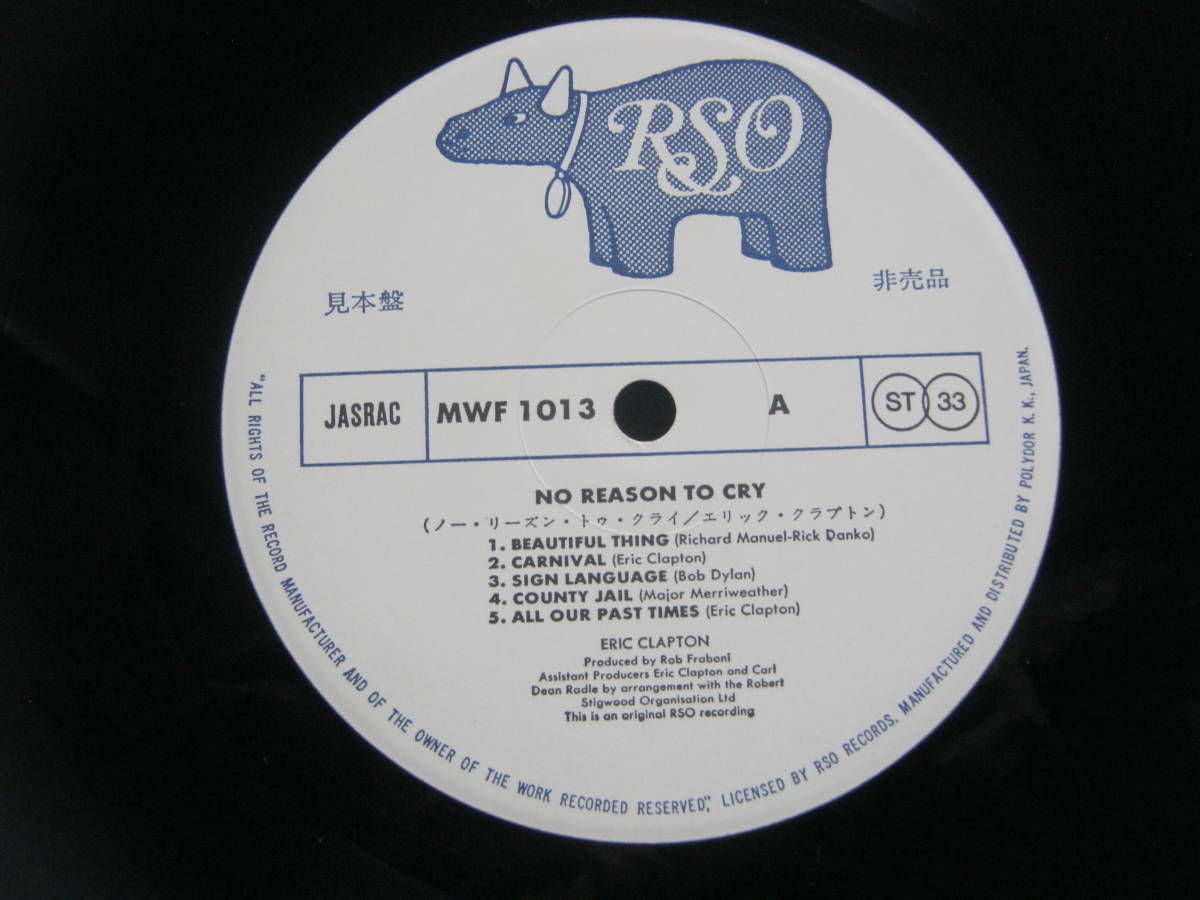 RSO
見本盤
非売品
JASRAC
MWF 1013
A
ST 33
NO REASON TO CRY
(ノー・リーズン・トゥ・クライ/エリック・クラプトン)
1. BEAUTIFUL THING (Richard Manuel-Rick Danko)
2. CARNIVAL (Eric Clapton)
3. SIGN LANGUAGE (Bob Dylan)
4. COUNTY JAIL (Major Merriweather)
5. ALL OUR PAST TIMES (Eric Clapton)
ERIC CLAPTON
Produced by Rob Fraboni
Assistant Producers Eric Clapton and Carl
Dean Radle by arrangement with the Robert
Stigwood Organisation Ltd
This is an original RSO recording
"ALL RIGHTS OF THE RECORD MANUFACTURER AND OF THE OWNER OF THE WORK RECORDED RESERVED," LICENSED BY RSO RECORDS. MANUFACTURED AND DISTRIBUTED BY POLYDOR K.K., JAPAN.